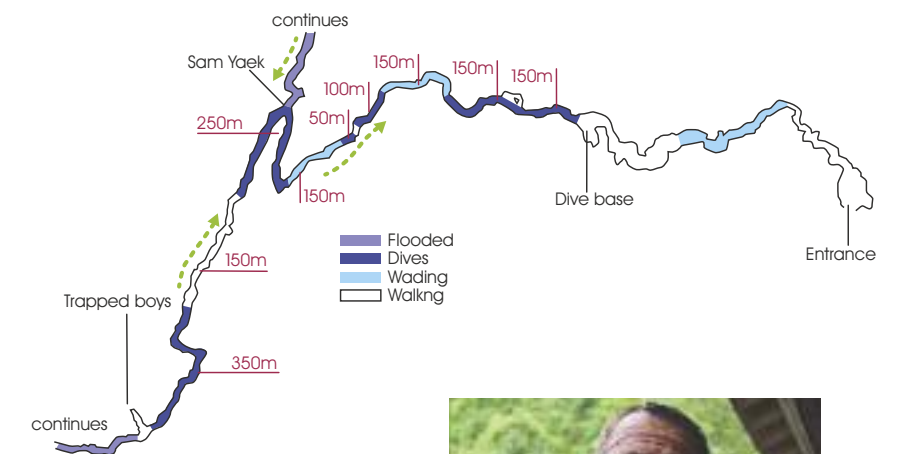 continues
Sam Yaek
150m
150m
150m
100m
50m
250m
150m
Dive base
Entrance
Flooded
Dives
Wading
Walkng
150m
Trapped boys
350m
continues